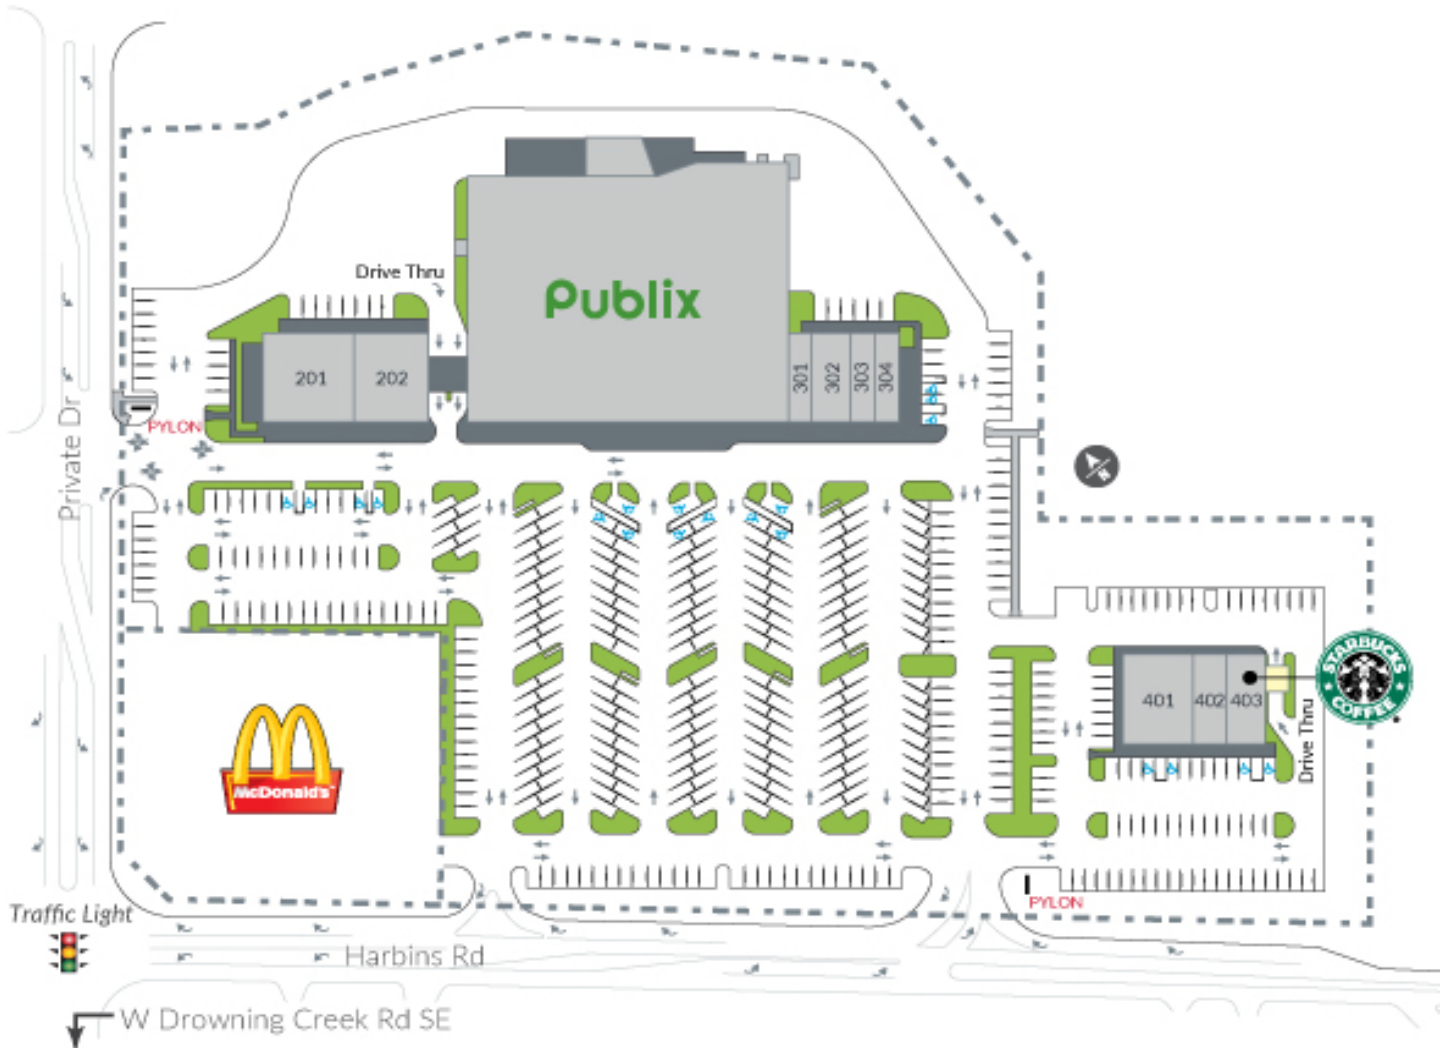 Drive Thru
Publix
201
202
301
302
303
304
PYLON
Private Dr
STARBUCKS
COFFEE
401
402
403
Drive Thru
McDonald's
PYLON
Traffic Light
Harbins Rd
W Drowning Creek Rd SE